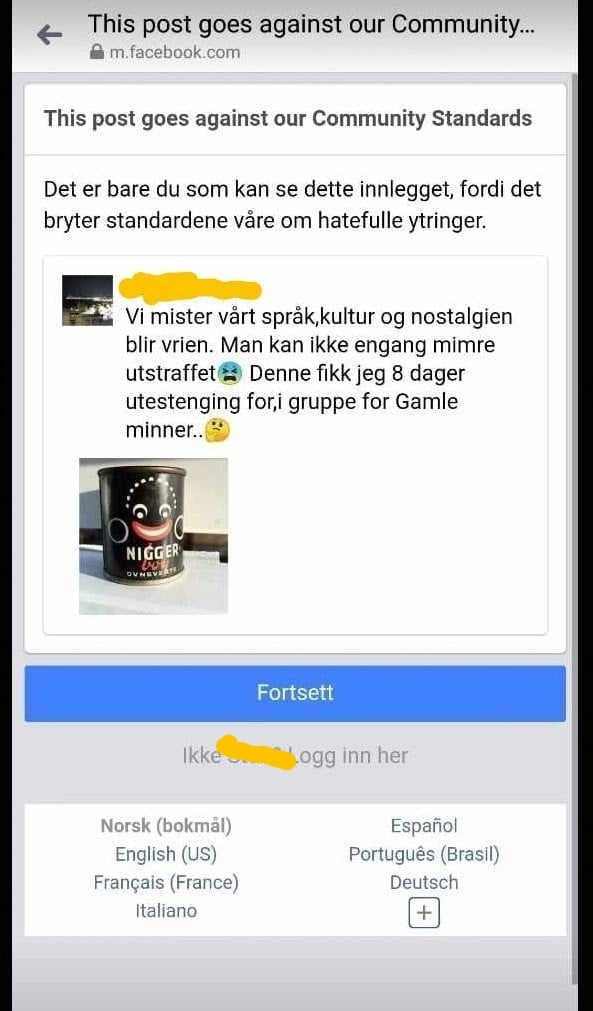 This post goes against our Community...
m.facebook.com
This post goes against our Community Standards
Det er bare du som kan se dette innlegget, fordi det
bryter standardene våre om hatefulle ytringer.
Vi mister vårt språk,kultur og nostalgien
blir vrien. Man kan ikke engang mimre
utstraffet😫 Denne fikk jeg 8 dager
utestenging for,i gruppe for Gamle
minner..🤔
NIGGER
boy
OVNSVERTE
Fortsett
Ikke
Logg inn her
Norsk (bokmål)
Español
English (US)
Português (Brasil)
Français (France)
Deutsch
Italiano